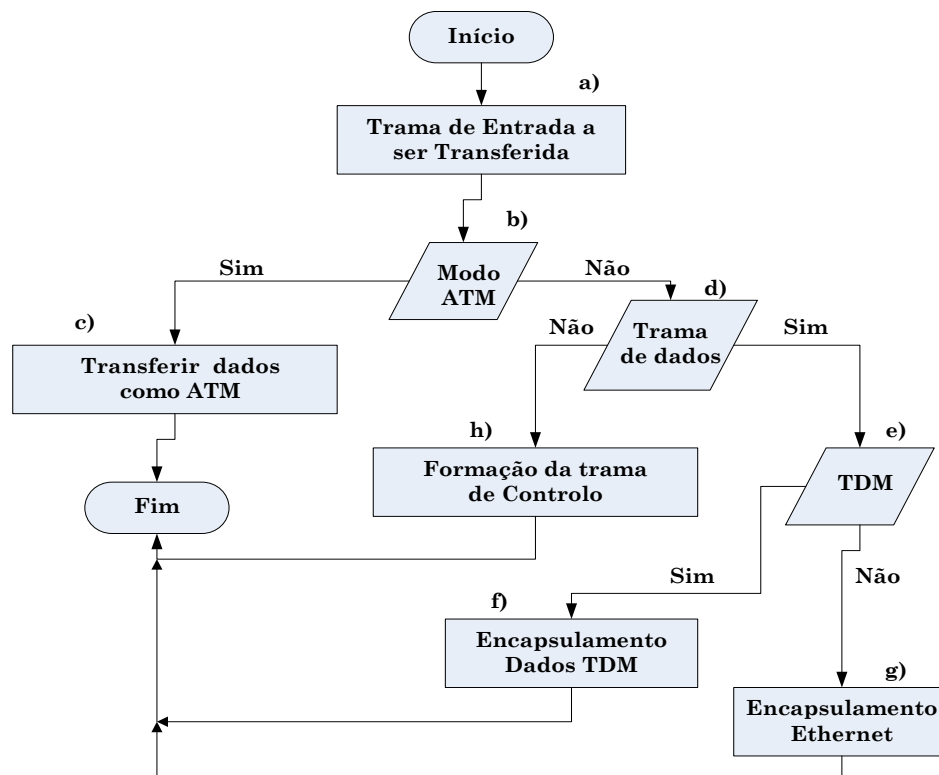 Início
a)
Trama de Entrada a
ser Transferida
b)
Modo
ATM
Sim
Não
c)
Transferir dados
como ATM
d)
Trama
de dados
Não
Sim
h)
Formação da trama
de Controlo
e)
TDM
Fim
Sim
Não
f)
Encapsulamento
Dados TDM
g)
Encapsulamento
Ethernet